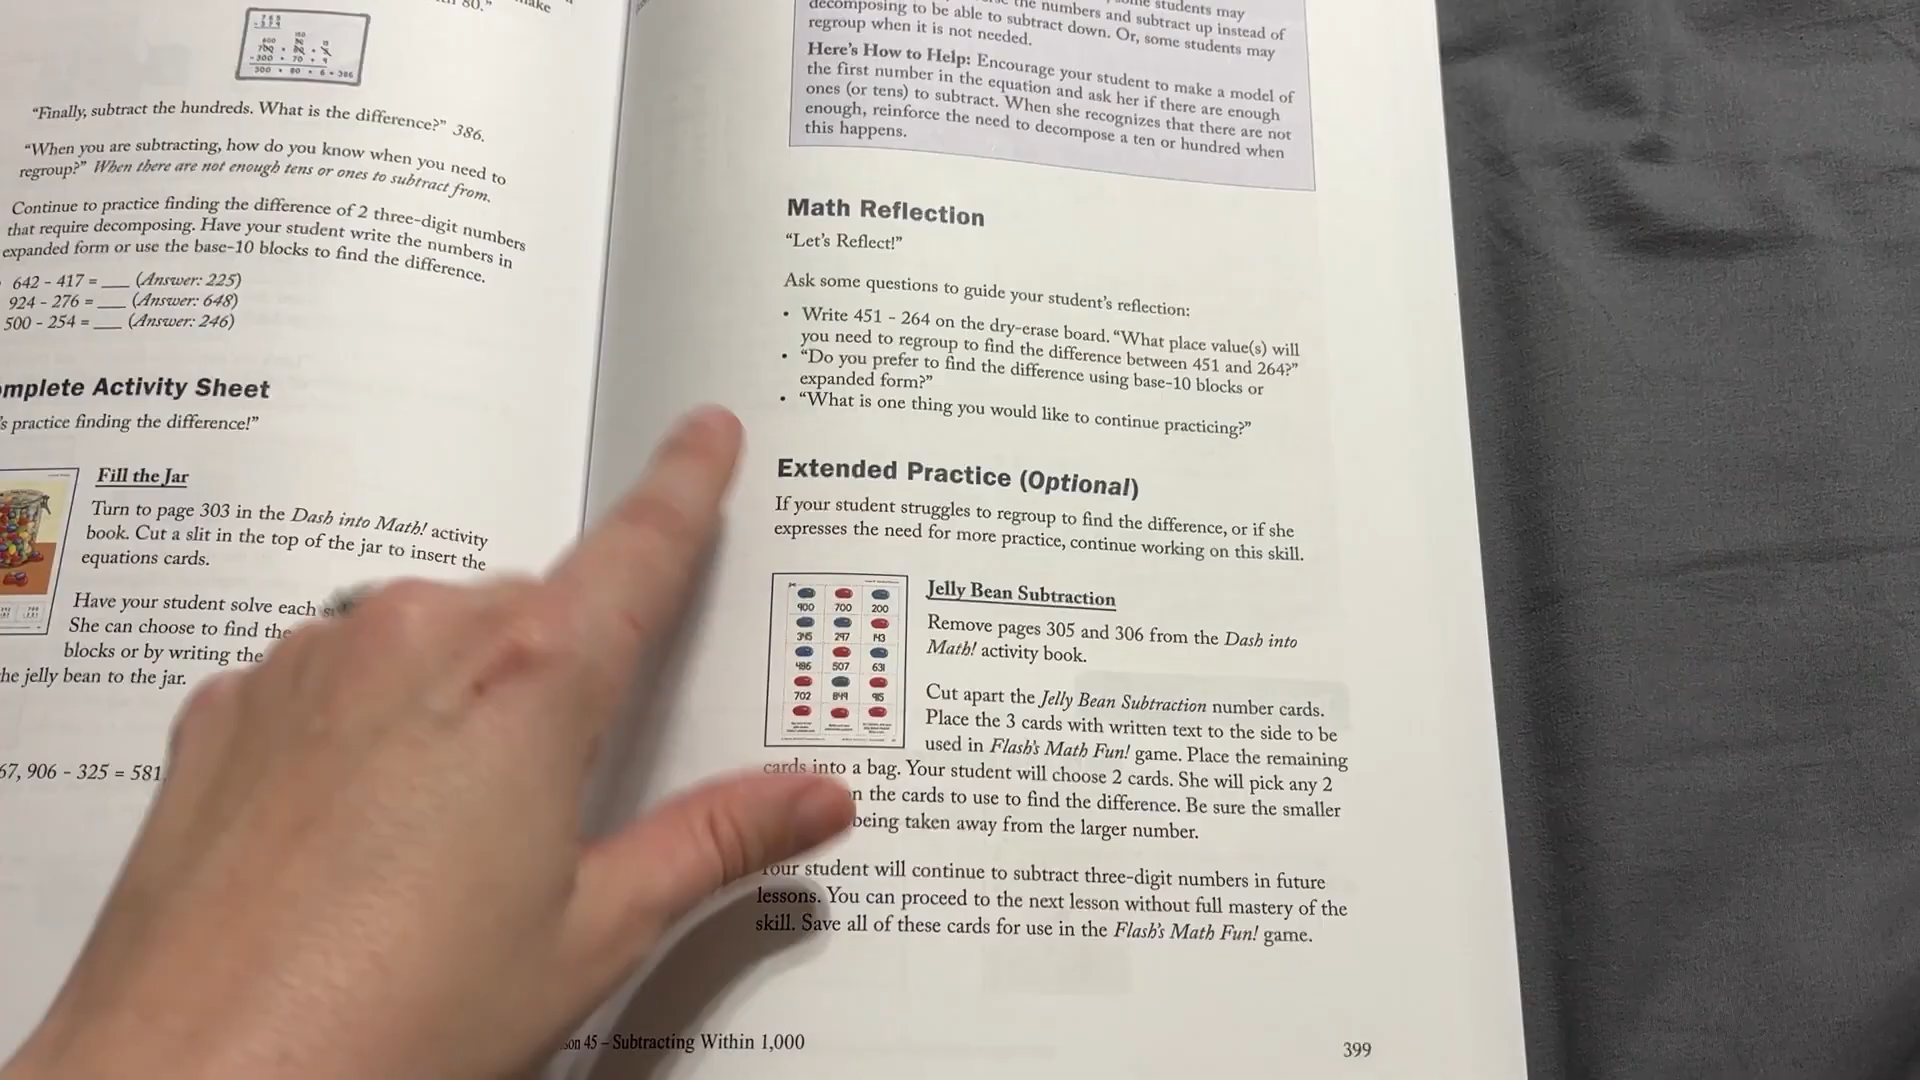 80."
"Finally, subtract the hundreds. What is the difference?" 386.
"When you are subtracting, how do you know when you need to
regroup?" When there are not enough tens or ones to subtract from.
Continue to practice finding the difference of 2 three-digit numbers
that require decomposing. Have your student write the numbers in
expanded form or use the base-10 blocks to find the difference.
642 - 417 = ___ (Answer: 225)
924 - 276 = ___ (Answer: 648)
500 - 254 = ___ (Answer: 246)
mplete Activity Sheet
's practice finding the difference!"
Fill the Jar
Turn to page 303 in the Dash into Math! activity
book. Cut a slit in the top of the jar to insert the
equations cards.
Have your student solve each
She can choose to find the
blocks or by writing the
he jelly bean to the jar.
67, 906 - 325 = 581
the numbers and subtract up instead of
decomposing to be able to subtract down. Or, some students may
regroup when it is not needed.
Here's How to Help: Encourage your student to make a model of
the first number in the equation and ask her if there are enough
ones (or tens) to subtract. When she recognizes that there are not
enough, reinforce the need to decompose a ten or hundred when
this happens.
Math Reflection
"Let's Reflect!"
Ask some questions to guide your student's reflection:
• Write 451 - 264 on the dry-erase board. "What place value(s) will
you need to regroup to find the difference between 451 and 264?"
• "Do you prefer to find the difference using base-10 blocks or
expanded form?"
• "What is one thing you would like to continue practicing?"
Extended Practice (Optional)
If your student struggles to regroup to find the difference, or if she
expresses the need for more practice, continue working on this skill.
900 700 200
345 297 143
486 507 631
702 849 915
Jelly Bean Subtraction
Remove pages 305 and 306 from the Dash into
Math! activity book.
Cut apart the Jelly Bean Subtraction number cards.
Place the 3 cards with written text to the side to be
used in Flash's Math Fun! game. Place the remaining
cards into a bag. Your student will choose 2 cards. She will pick any 2
n the cards to use to find the difference. Be sure the smaller
being taken away from the larger number.
Your student will continue to subtract three-digit numbers in future
lessons. You can proceed to the next lesson without full mastery of the
skill. Save all of these cards for use in the Flash's Math Fun! game.
son 45 – Subtracting Within 1,000
399